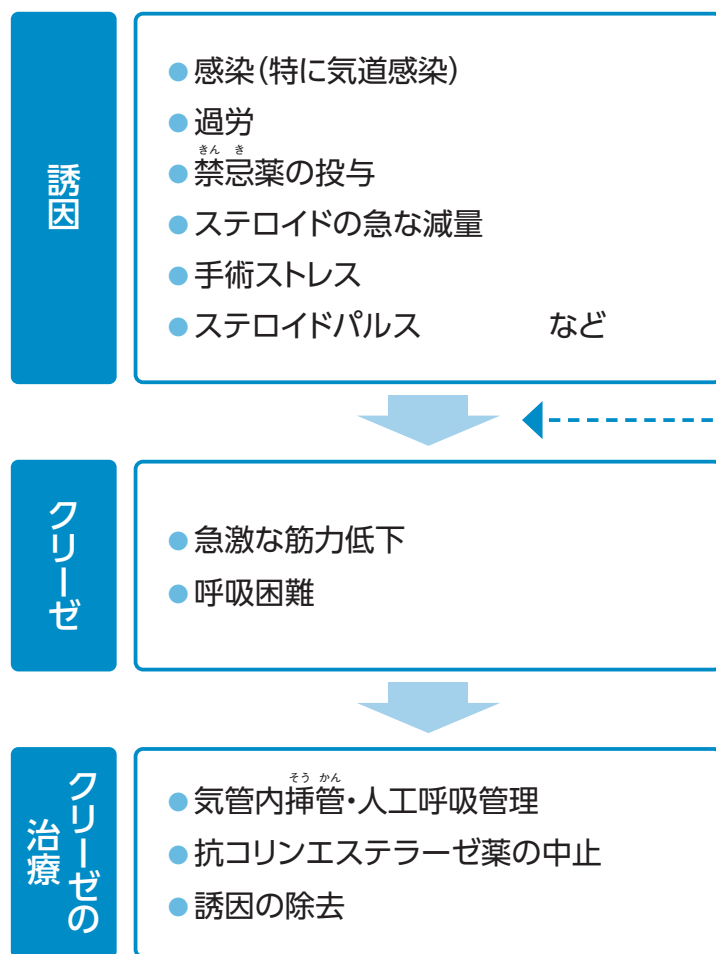 誘因
●感染(特に気道感染)
●過労
きん き
●禁忌薬の投与
●ステロイドの急な減量
●手術ストレス
●ステロイドパルス など
クリーゼ
●急激な筋力低下
●呼吸困難
クリーゼの
治療
そう かん
●気管内挿管・人工呼吸管理
●抗コリンエステラーゼ薬の中止
●誘因の除去